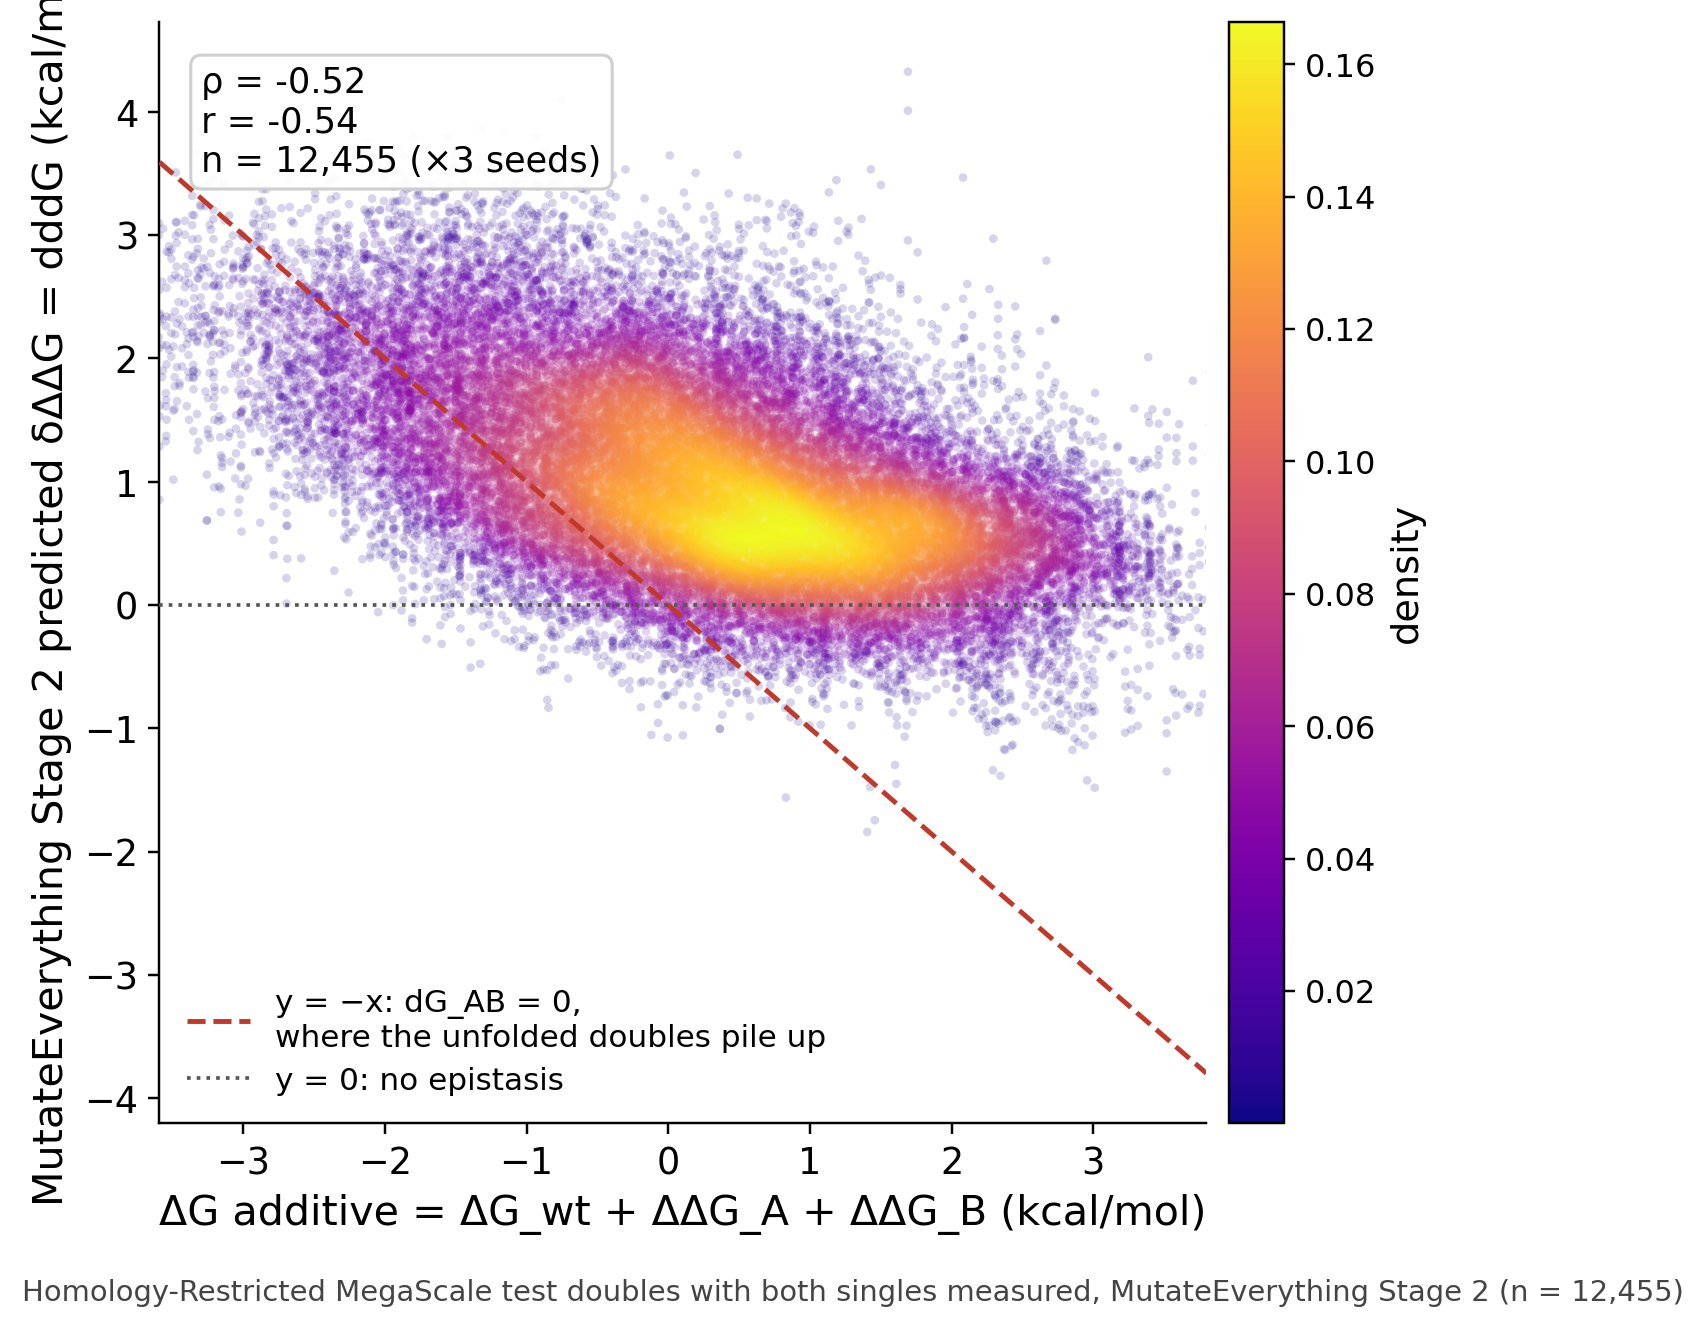 MutateEverything Stage 2 predicted δΔΔG = dddG (kcal/m
4
3
2
1
0
−1
−2
−3
−4
ρ = -0.52
r = -0.54
n = 12,455 (×3 seeds)
y = −x: dG_AB = 0,
where the unfolded doubles pile up
y = 0: no epistasis
−3
−2
−1
0
1
2
3
ΔG additive = ΔG_wt + ΔΔG_A + ΔΔG_B (kcal/mol)
0.16
0.14
0.12
0.10
0.08
0.06
0.04
0.02
density
Homology-Restricted MegaScale test doubles with both singles measured, MutateEverything Stage 2 (n = 12,455)